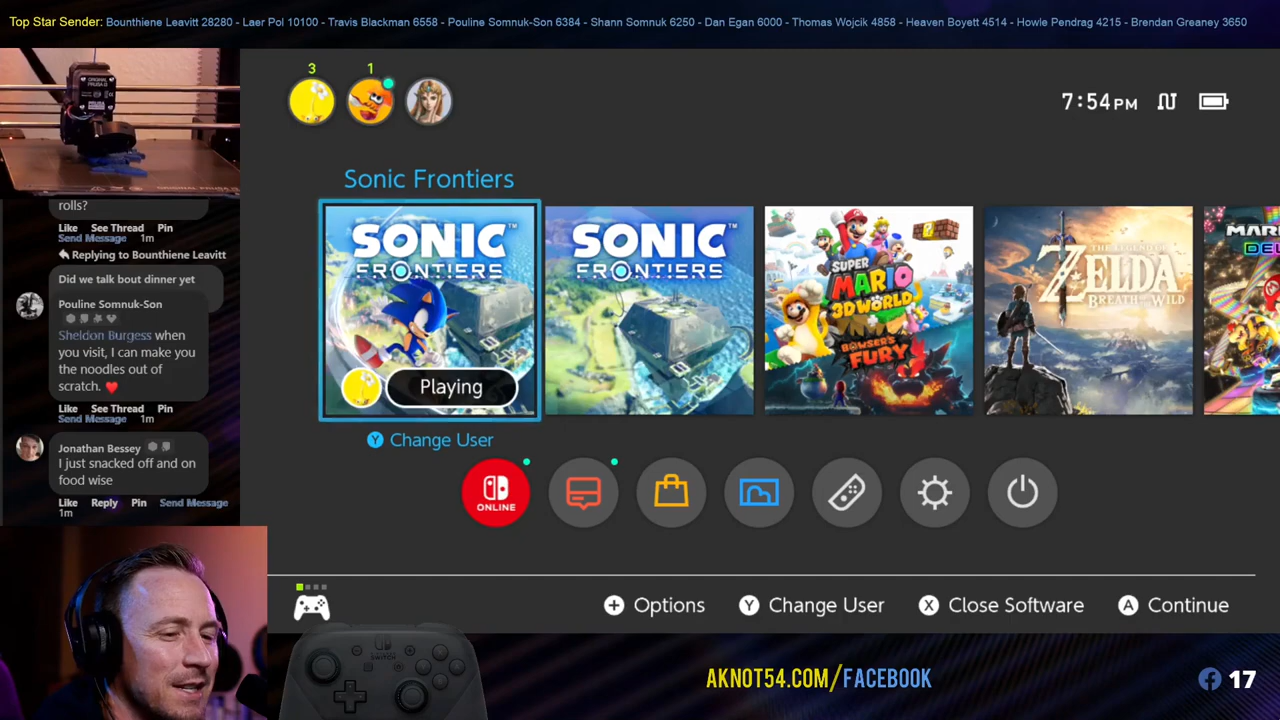 Top Star Sender: Bounthiene Leavitt 28280 - Laer Pol 10100 - Travis Blackman 6558 - Pouline Somnuk-Son 6384 - Shann Somnuk 6250 - Dan Egan 6000 - Thomas Wojcik 4858 - Heaven Boyett 4514 - Howle Pendrag 4215 - Brendan Greaney 3650
ORIGINAL PRUSA
rolls?
Like See Thread Pin
Send Message 1m
Replying to Bounthiene Leavitt
Did we talk bout dinner yet
Pouline Somnuk-Son
Sheldon Burgess when
you visit, I can make you
the noodles out of
scratch.
Like See Thread Pin
Send Message 1m
Jonathan Bessey
I just snacked off and on
food wise
Like Reply Pin Send Message
1m
3
1
7:54 PM
Sonic Frontiers
SONIC™
FRONTIERS
Playing
SONIC™
FRONTIERS
SUPER
MARIO
3D WORLD
BOWSER'S
FURY
THE LEGEND OF
ZELDA
BREATH OF THE WILD
MAR
DEL
Y Change User
ONLINE
+ Options
Y Change User
X Close Software
A Continue
AKNOT54.COM/FACEBOOK
17